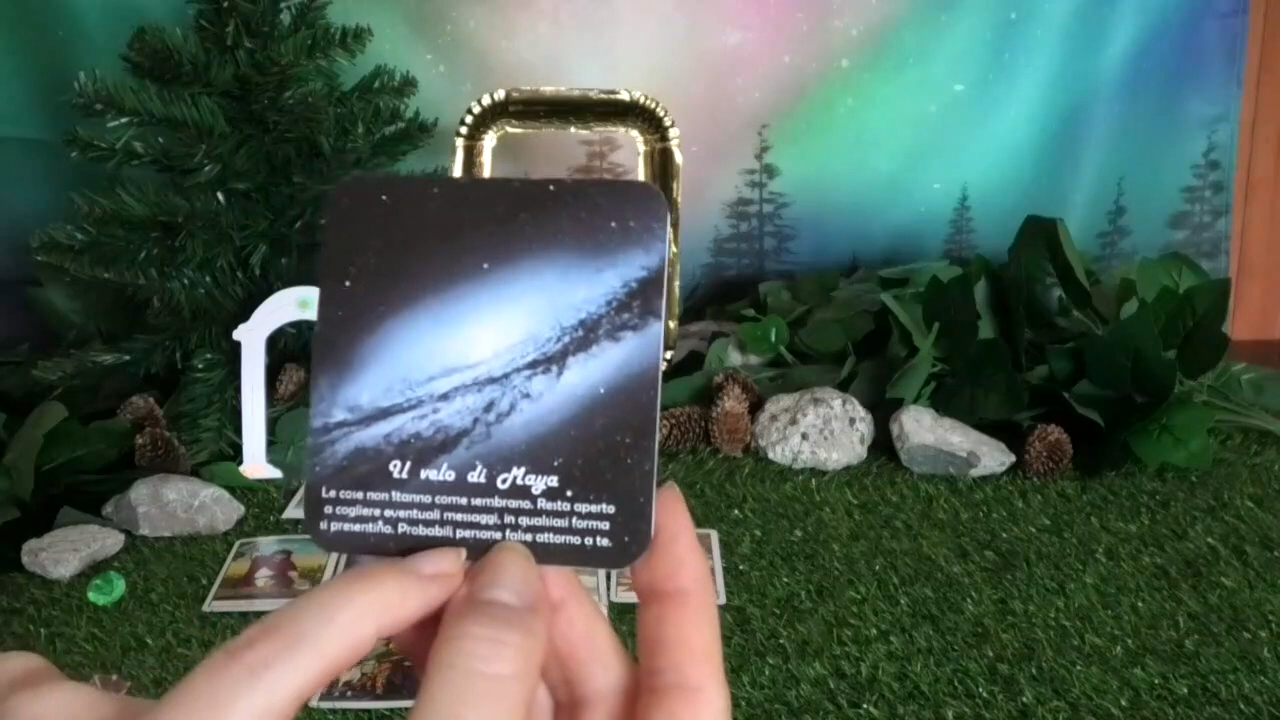 Il velo di Maya
Le cose non stanno come sembrano. Resta aperto
a cogliere eventuali messaggi, in qualsiasi forma
si presentino. Probabili persone false attorno a te.